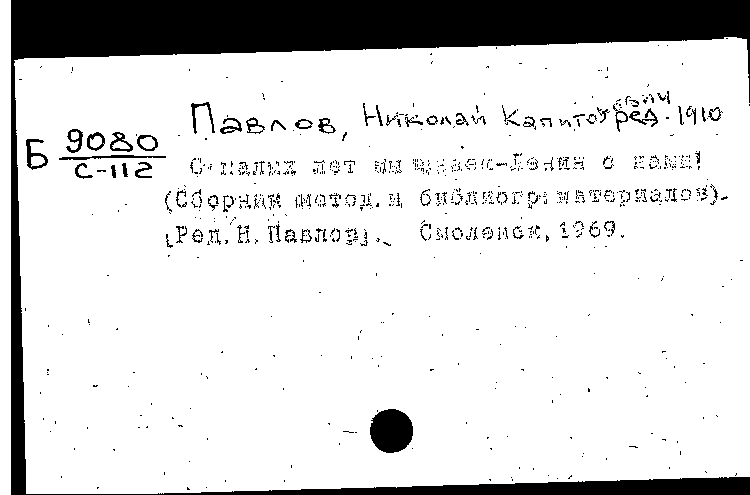 Павлов, Николай Капитонович ред. 1910
Б 9080
С-112
С малых лет мы знаем-Ленин с нами!
(Сборник метод. и библиогр. материалов).
[Ред. Н. Павлов]. Смоленск, 1969.